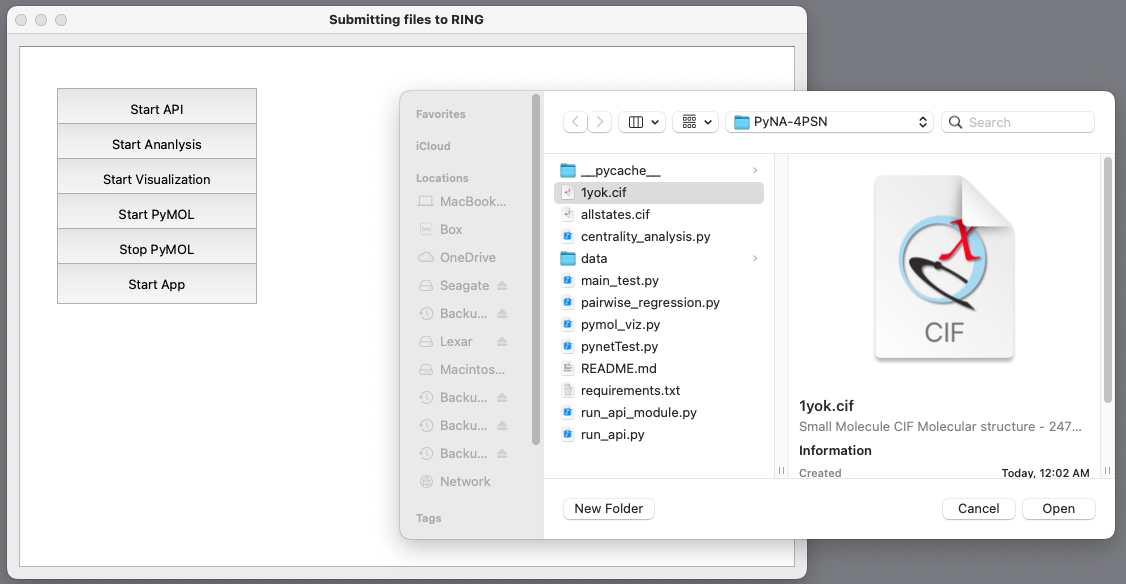 Submitting files to RING
Start API
Start Ananlysis
Start Visualization
Start PyMOL
Stop PyMOL
Start App
Favorites
iCloud
Locations
MacBook...
Box
OneDrive
Seagate
Backu...
Lexar
Macintos...
Backu...
Backu...
Backu...
Network
Tags
PyNA-4PSN
Search
__pycache__
1yok.cif
allstates.cif
centrality_analysis.py
data
main_test.py
pairwise_regression.py
pymol_viz.py
pynetTest.py
README.md
requirements.txt
run_api_module.py
run_api.py
CIF
1yok.cif
Small Molecule CIF Molecular structure - 247...
Information
Created Today, 12:02 AM
New Folder
Cancel
Open